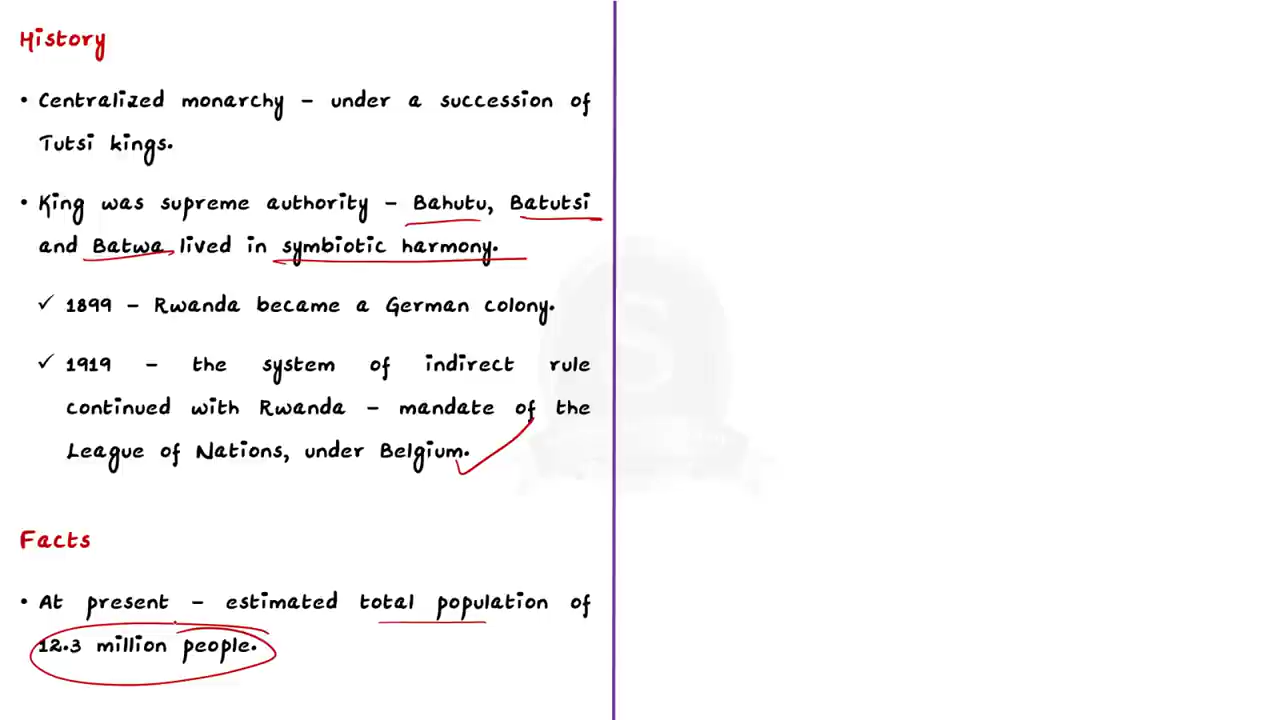 History
• Centralized monarchy – under a succession of
Tutsi kings.
• King was supreme authority – Bahutu, Batutsi
and Batwa lived in symbiotic harmony.
✓ 1899 – Rwanda became a German colony.
✓ 1919 – the system of indirect rule
continued with Rwanda – mandate of the
League of Nations, under Belgium.
Facts
• At present – estimated total population of
12.3 million people.